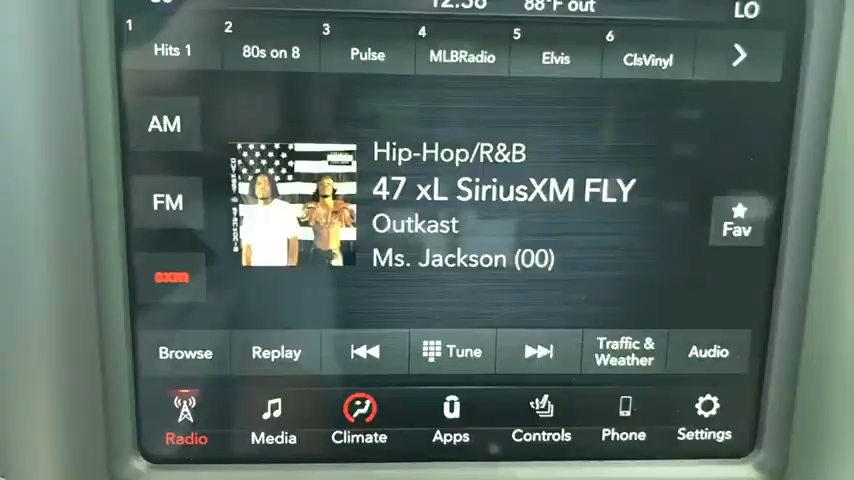 12:38 88°F out LO
1 2 3 4 5 6
Hits 1 80s on 8 Pulse MLBRadio Elvis ClsVinyl
AM
FM
sxm
Hip-Hop/R&B
47 xL SiriusXM FLY
Outkast
Ms. Jackson (00)
Fav
Browse Replay Tune Traffic & Weather Audio
Radio Media Climate Apps Controls Phone Settings